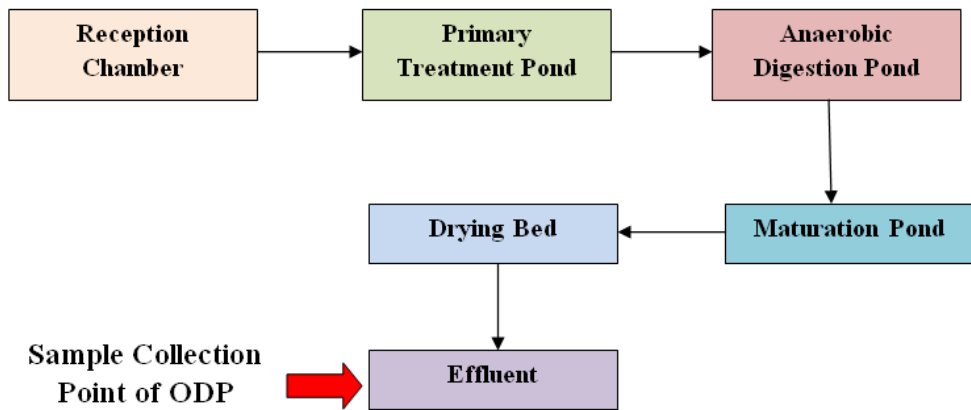 Reception
Chamber
Primary
Treatment Pond
Anaerobic
Digestion Pond
Drying Bed
Maturation Pond
Sample Collection
Point of ODP
Effluent